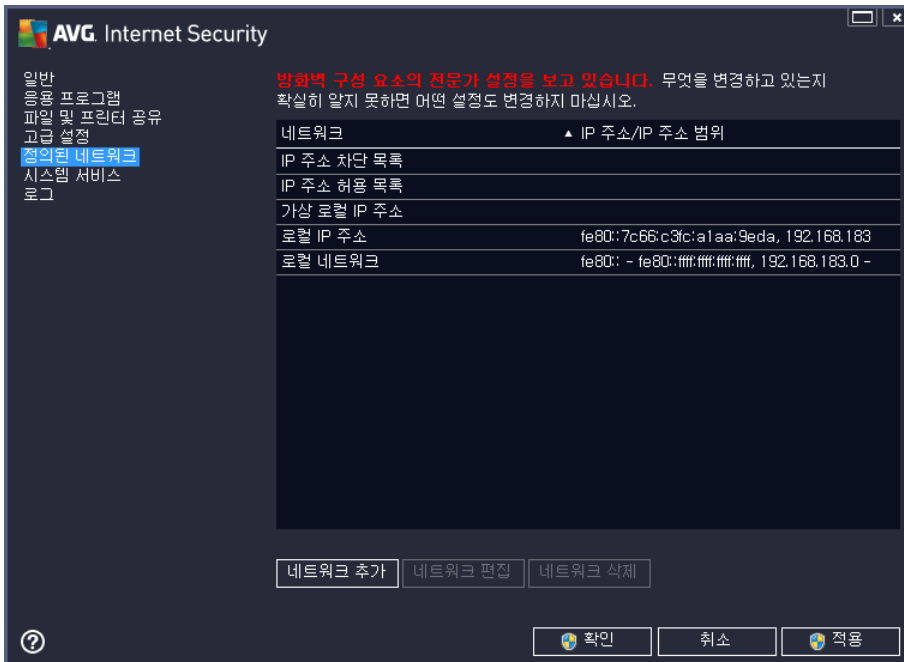 AVG. Internet Security
일반
응용 프로그램
파일 및 프린터 공유
고급 설정
정의된 네트워크
시스템 서비스
로그
방화벽 구성 요소의 전문가 설정을 보고 있습니다. 무엇을 변경하고 있는지
확실히 알지 못하면 어떤 설정도 변경하지 마십시오.
네트워크 ▲ IP 주소/IP 주소 범위
IP 주소 차단 목록
IP 주소 허용 목록
가상 로컬 IP 주소
로컬 IP 주소 fe80::7c66:c3fc:a1aa:9eda, 192.168.183
로컬 네트워크 fe80:: - fe80::ffff:ffff:ffff:ffff, 192.168.183.0 -
네트워크 추가 네트워크 편집 네트워크 삭제
확인 취소 적용